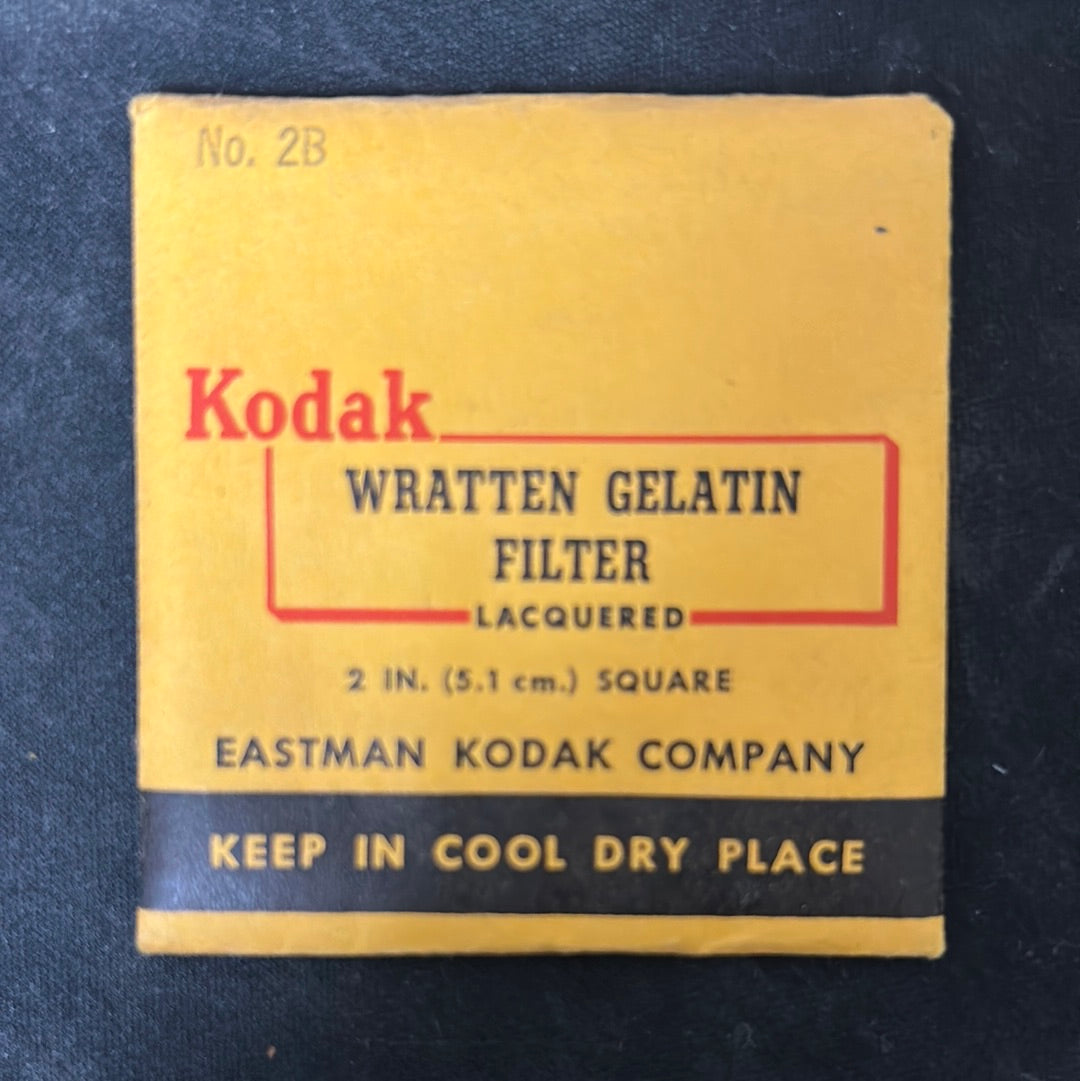 No. 2B
Kodak
WRATTEN GELATIN
FILTER
LACQUERED
2 IN. (5.1 cm.) SQUARE
EASTMAN KODAK COMPANY
KEEP IN COOL DRY PLACE